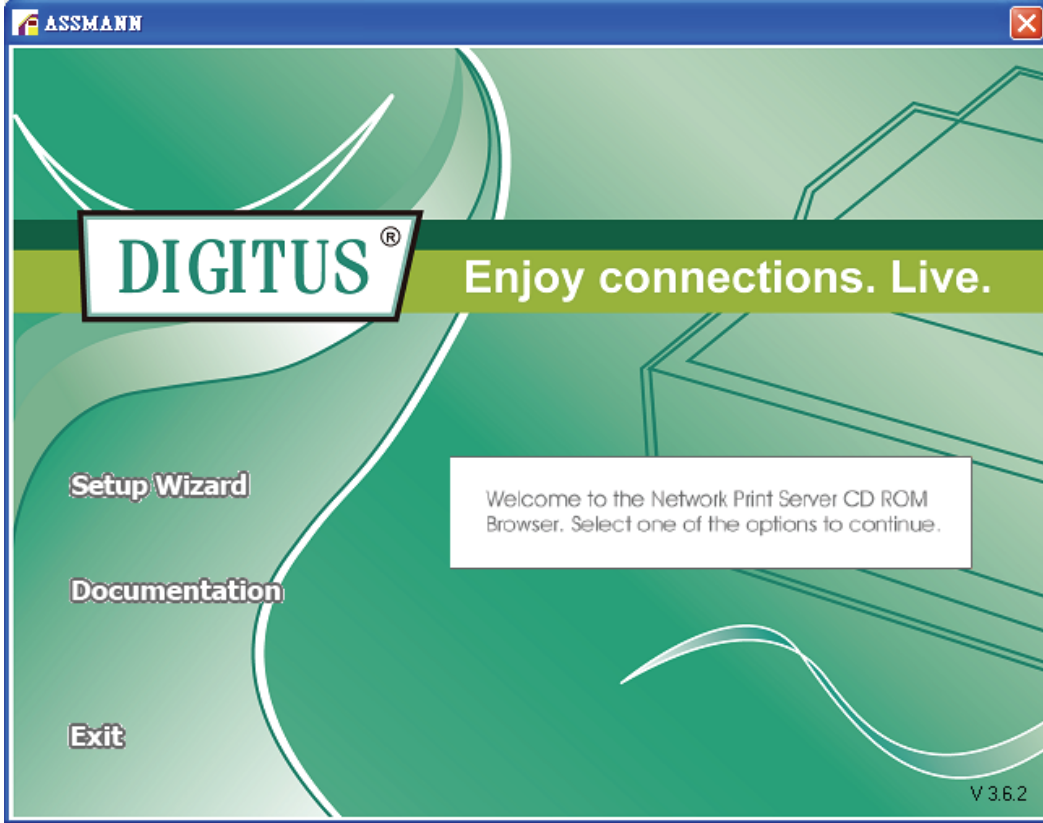 ASSMANN
DIGITUS®
Enjoy connections. Live.
Setup Wizard
Welcome to the Network Print Server CD ROM
Browser. Select one of the options to continue.
Documentation
Exit
V 3.6.2